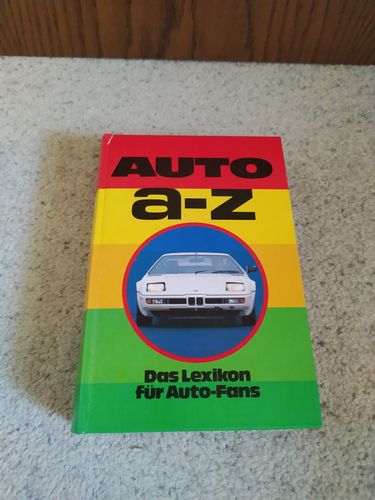 AUTO
a-z
Das Lexikon
für Auto-Fans